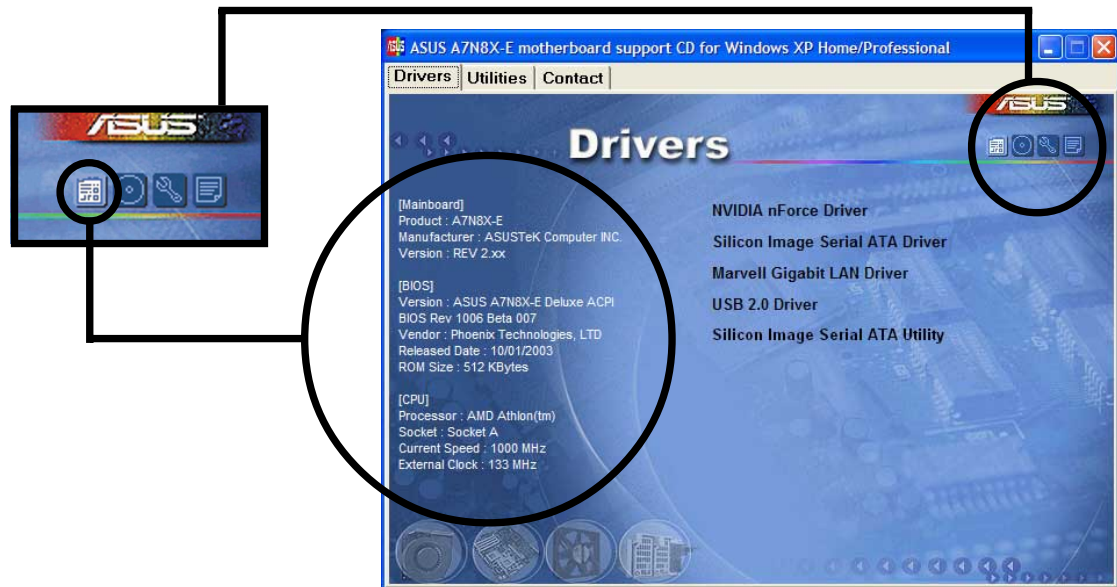 ASUS A7N8X-E motherboard support CD for Windows XP Home/Professional
Drivers Utilities Contact
ASUS
ASUS
Drivers
[Mainboard]
Product : A7N8X-E
Manufacturer : ASUSTeK Computer INC.
Version : REV 2.xx
[BIOS]
Version : ASUS A7N8X-E Deluxe ACPI
BIOS Rev 1006 Beta 007
Vendor : Phoenix Technologies, LTD
Released Date : 10/01/2003
ROM Size : 512 KBytes
[CPU]
Processor : AMD Athlon(tm)
Socket : Socket A
Current Speed : 1000 MHz
External Clock : 133 MHz
NVIDIA nForce Driver
Silicon Image Serial ATA Driver
Marvell Gigabit LAN Driver
USB 2.0 Driver
Silicon Image Serial ATA Utility